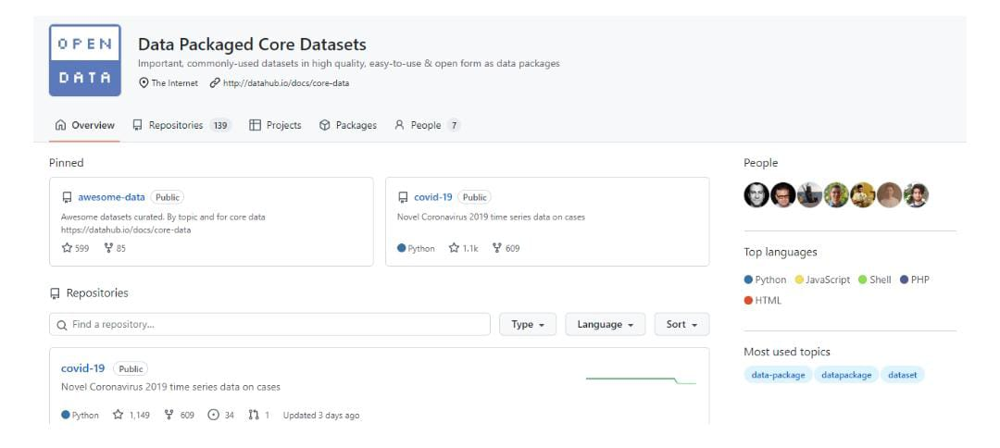 OPEN
DATA
Data Packaged Core Datasets
Important, commonly-used datasets in high quality, easy-to-use & open form as data packages
The Internet http://datahub.io/docs/core-data
Overview Repositories 139 Projects Packages People 7
Pinned
awesome-data Public
Awesome datasets curated. By topic and for core data
https://datahub.io/docs/core-data
599 85
covid-19 Public
Novel Coronavirus 2019 time series data on cases
Python 1.1k 609
Repositories
Find a repository...
Type Language Sort
covid-19 Public
Novel Coronavirus 2019 time series data on cases
Python 1,149 609 34 1 Updated 3 days ago
People
Top languages
Python JavaScript Shell PHP
HTML
Most used topics
data-package datapackage dataset